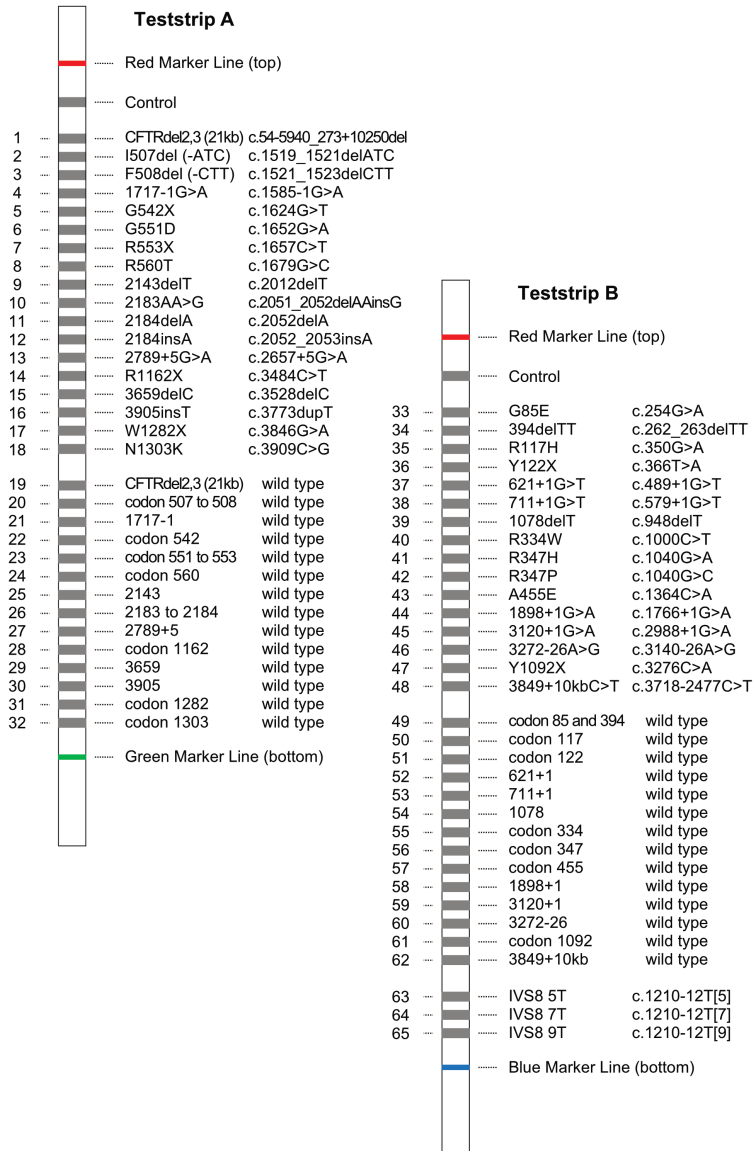 Teststrip A
Red Marker Line (top)
Control
1 CFTRdel2,3 (21kb) c.54-5940_273+10250del
2 I507del (-ATC) c.1519_1521delATC
3 F508del (-CTT) c.1521_1523delCTT
4 1717-1G>A c.1585-1G>A
5 G542X c.1624G>T
6 G551D c.1652G>A
7 R553X c.1657C>T
8 R560T c.1679G>C
9 2143delT c.2012delT
10 2183AA>G c.2051_2052delAAinsG
11 2184delA c.2052delA
12 2184insA c.2052_2053insA
13 2789+5G>A c.2657+5G>A
14 R1162X c.3484C>T
15 3659delC c.3528delC
16 3905insT c.3773dupT
17 W1282X c.3846G>A
18 N1303K c.3909C>G
19 CFTRdel2,3 (21kb) wild type
20 codon 507 to 508 wild type
21 1717-1 wild type
22 codon 542 wild type
23 codon 551 to 553 wild type
24 codon 560 wild type
25 2143 wild type
26 2183 to 2184 wild type
27 2789+5 wild type
28 codon 1162 wild type
29 3659 wild type
30 3905 wild type
31 codon 1282 wild type
32 codon 1303 wild type
Green Marker Line (bottom)
Teststrip B
Red Marker Line (top)
Control
33 G85E c.254G>A
34 394delTT c.262_263delTT
35 R117H c.350G>A
36 Y122X c.366T>A
37 621+1G>T c.489+1G>T
38 711+1G>T c.579+1G>T
39 1078delT c.948delT
40 R334W c.1000C>T
41 R347H c.1040G>A
42 R347P c.1040G>C
43 A455E c.1364C>A
44 1898+1G>A c.1766+1G>A
45 3120+1G>A c.2988+1G>A
46 3272-26A>G c.3140-26A>G
47 Y1092X c.3276C>A
48 3849+10kbC>T c.3718-2477C>T
49 codon 85 and 394 wild type
50 codon 117 wild type
51 codon 122 wild type
52 621+1 wild type
53 711+1 wild type
54 1078 wild type
55 codon 334 wild type
56 codon 347 wild type
57 codon 455 wild type
58 1898+1 wild type
59 3120+1 wild type
60 3272-26 wild type
61 codon 1092 wild type
62 3849+10kb wild type
63 IVS8 5T c.1210-12T[5]
64 IVS8 7T c.1210-12T[7]
65 IVS8 9T c.1210-12T[9]
Blue Marker Line (bottom)